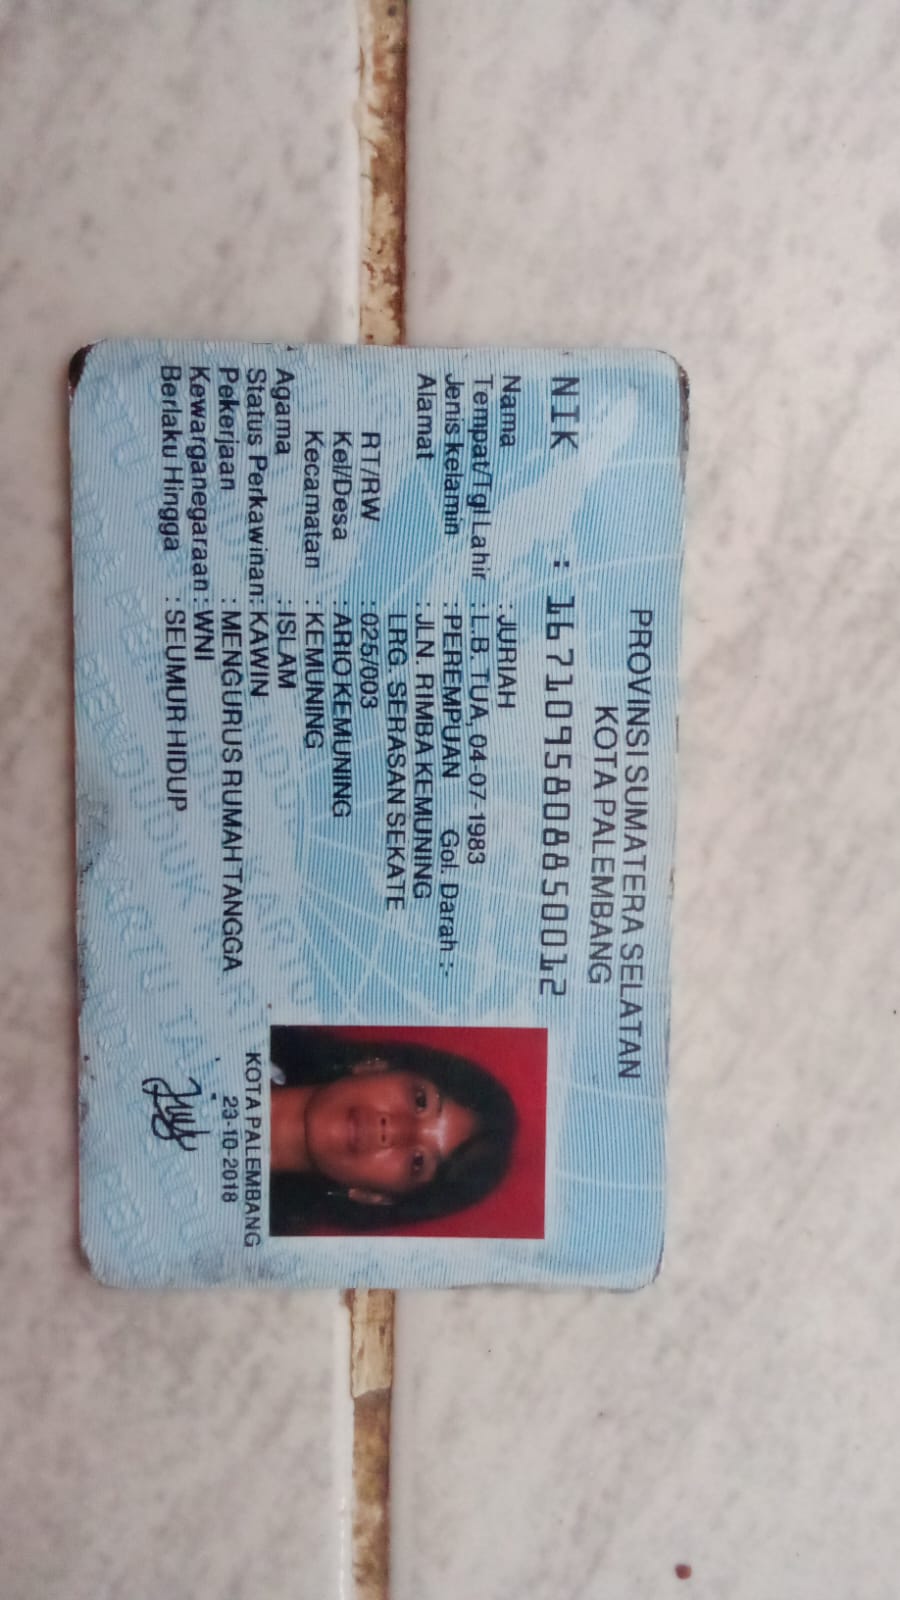 PROVINSI SUMATERA SELATAN
KOTA PALEMBANG
NIK : 1671095808850012
Nama : JURIAH
Tempat/Tgl Lahir : L.B. TUA, 04-07-1983
Jenis kelamin : PEREMPUAN Gol. Darah :-
Alamat : JLN. RIMBA KEMUNING
LRG. SERASAN SEKATE
RT/RW : 025/003
Kel/Desa : ARIO KEMUNING
Kecamatan : KEMUNING
Agama : ISLAM
Status Perkawinan: KAWIN
Pekerjaan : MENGURUS RUMAH TANGGA
Kewarganegaraan : WNI
Berlaku Hingga : SEUMUR HIDUP
KOTA PALEMBANG
23-10-2018